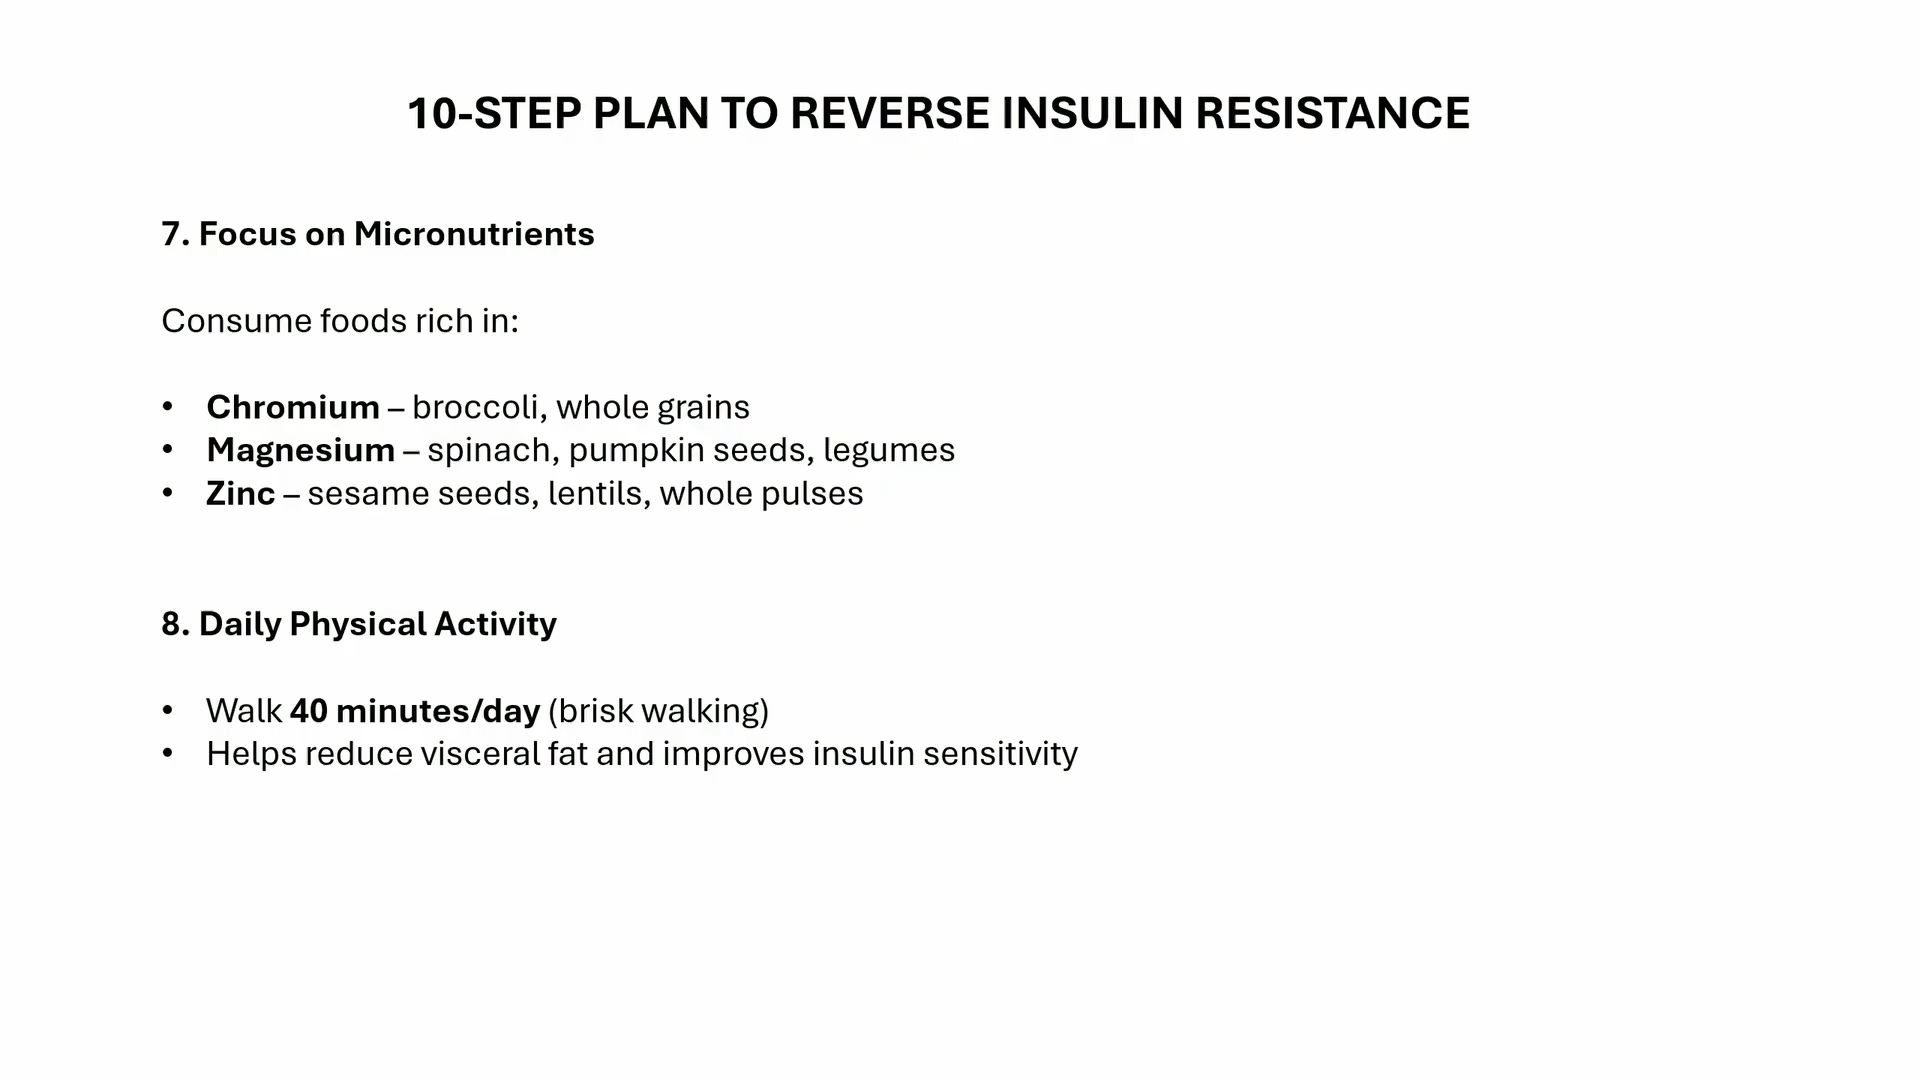 10-STEP PLAN TO REVERSE INSULIN RESISTANCE
7. Focus on Micronutrients
Consume foods rich in:
• Chromium – broccoli, whole grains
• Magnesium – spinach, pumpkin seeds, legumes
• Zinc – sesame seeds, lentils, whole pulses
8. Daily Physical Activity
• Walk 40 minutes/day (brisk walking)
• Helps reduce visceral fat and improves insulin sensitivity